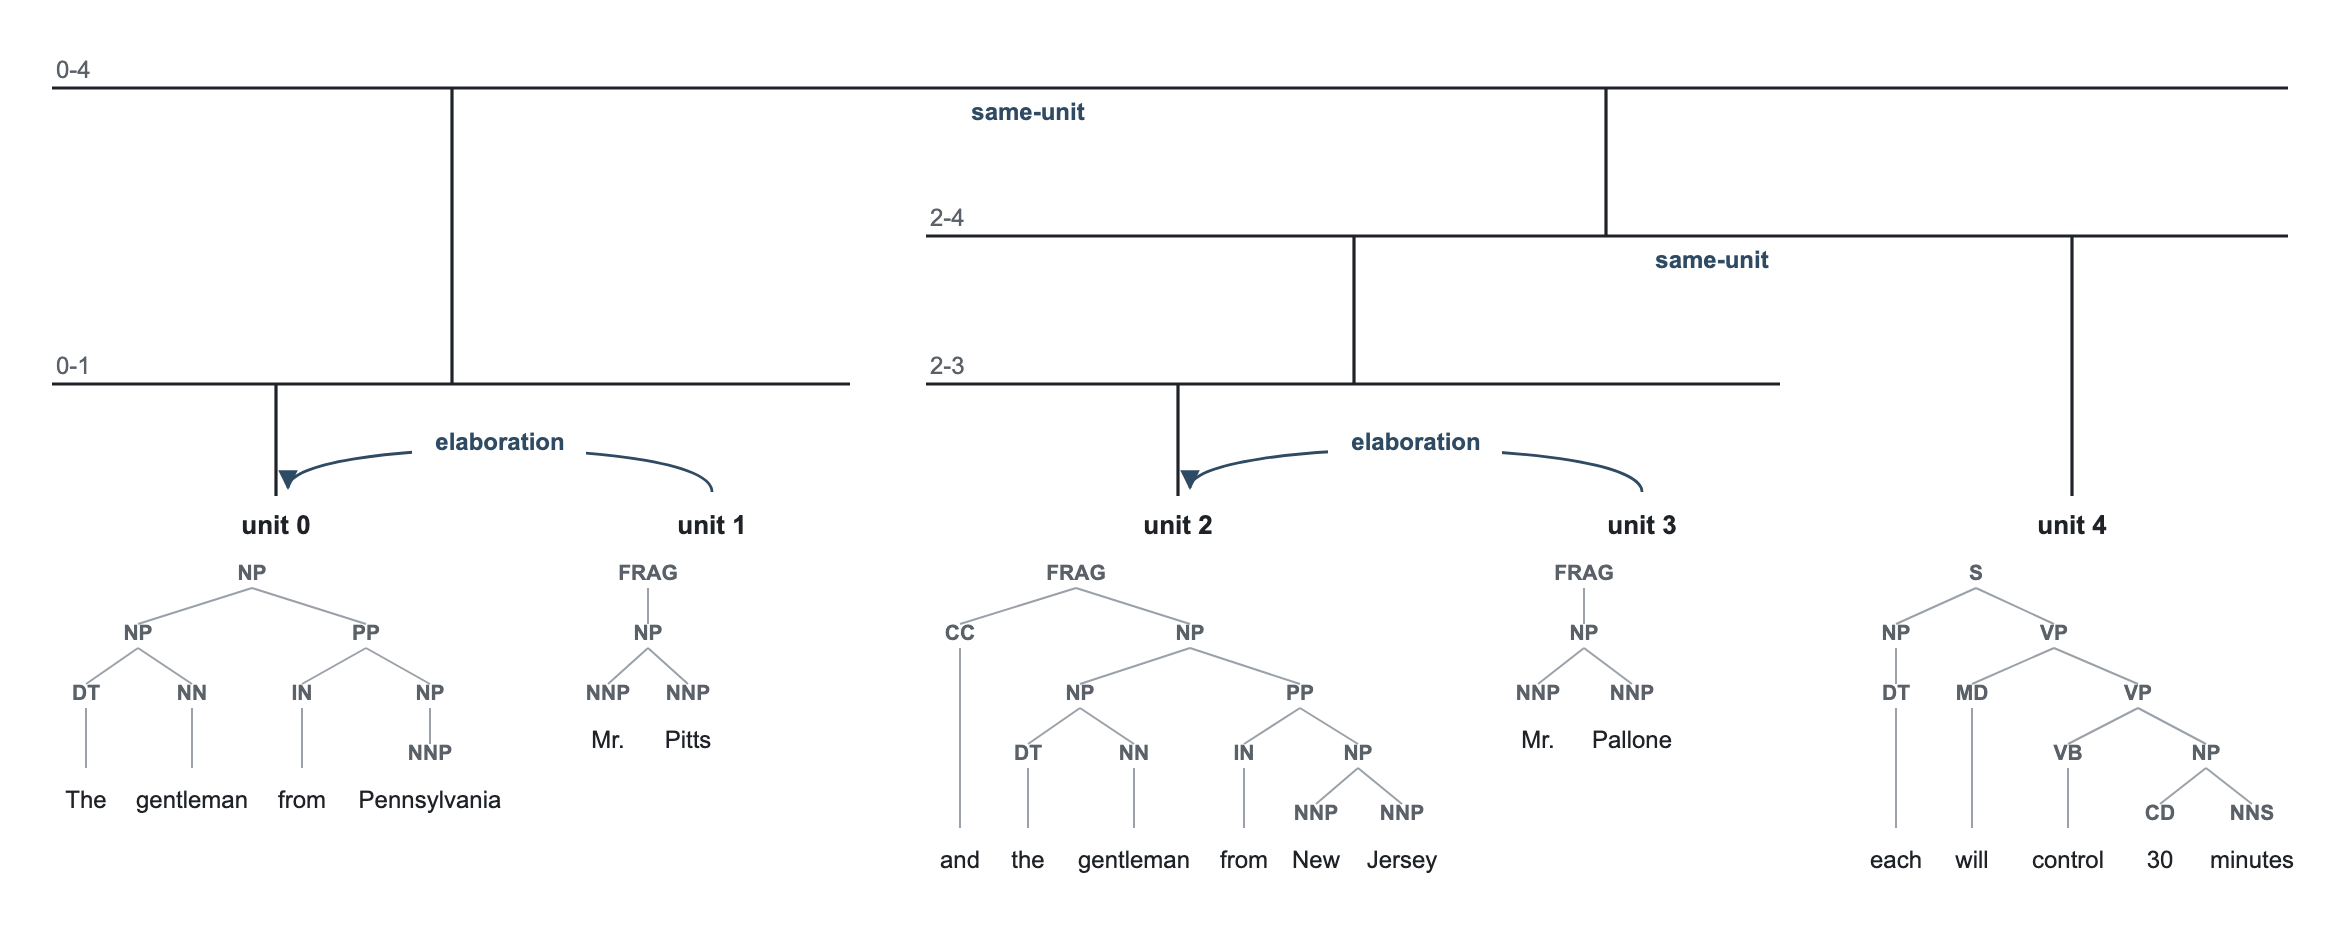 0-4
same-unit
2-4
same-unit
0-1 2-3
elaboration elaboration
unit 0 unit 1 unit 2 unit 3 unit 4
NP FRAG FRAG FRAG S
NP PP NP CC NP NP NP VP
DT NN IN NP NNP NNP NP PP NNP NNP DT MD VP
Mr. Pitts Mr. Pallone
NNP DT NN IN NP VB NP
The gentleman from Pennsylvania NNP NNP CD NNS
and the gentleman from New Jersey each will control 30 minutes